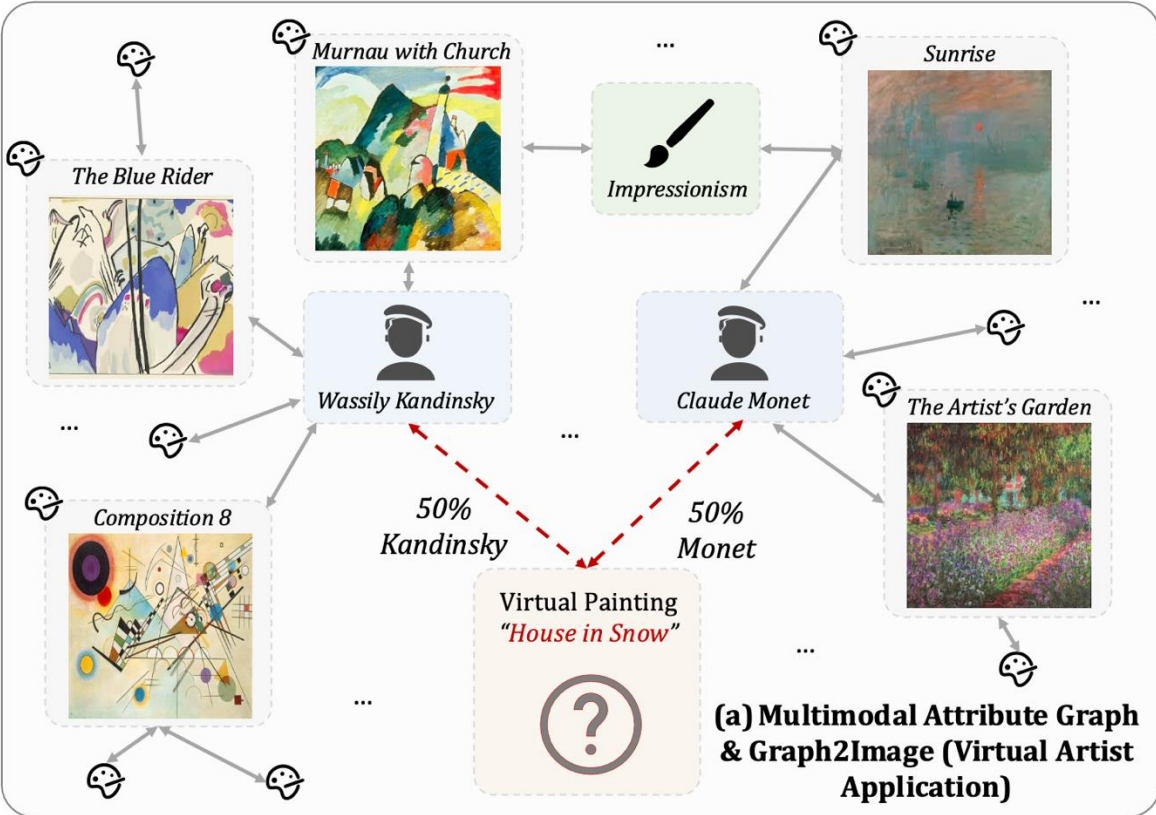 Murnau with Church
...
Sunrise
The Blue Rider
Impressionism
...
Wassily Kandinsky
Claude Monet
The Artist's Garden
...
...
50%
Kandinsky
50%
Monet
Composition 8
Virtual Painting
"House in Snow"
...
...
(a) Multimodal Attribute Graph
& Graph2Image (Virtual Artist
Application)